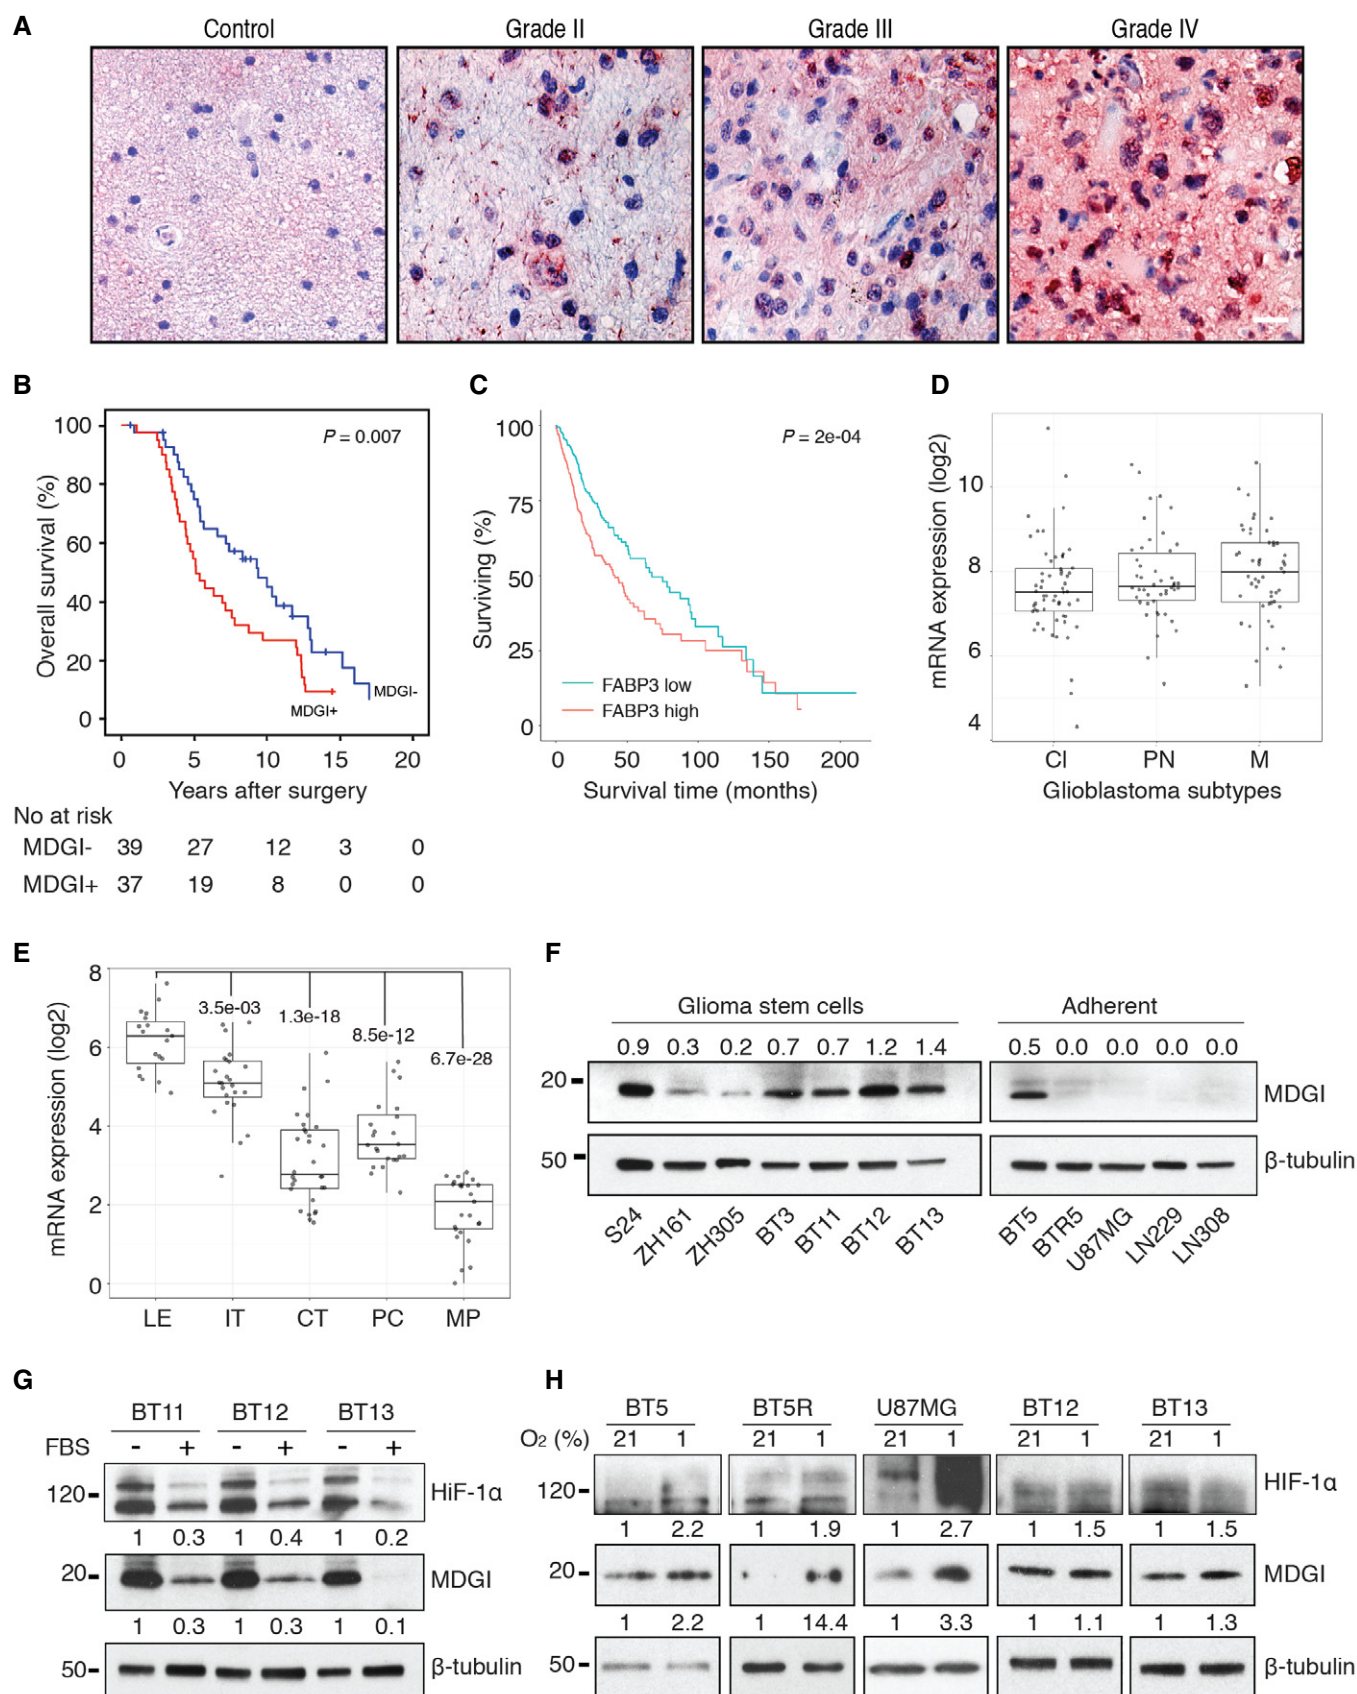 A
Control Grade II Grade III Grade IV
B
100
80
60
40
20
0
Overall survival (%)
P = 0.007
MDGI-
MDGI+
0 5 10 15 20
Years after surgery
No at risk
MDGI- 39 27 12 3 0
MDGI+ 37 19 8 0 0
C
100
75
50
25
0
Surviving (%)
P = 2e-04
FABP3 low
FABP3 high
0 50 100 150 200
Survival time (months)
D
10
8
6
4
mRNA expression (log2)
Cl PN M
Glioblastoma subtypes
E
8
6
4
2
0
mRNA expression (log2)
3.5e-03
1.3e-18
8.5e-12
6.7e-28
LE IT CT PC MP
F
Glioma stem cells Adherent
0.9 0.3 0.2 0.7 0.7 1.2 1.4 0.5 0.0 0.0 0.0 0.0
20 MDGI
50 β-tubulin
S24 ZH161 ZH305 BT3 BT11 BT12 BT13 BT5 BTR5 U87MG LN229 LN308
G
BT11 BT12 BT13
FBS - + - + - +
120 HiF-1α
1 0.3 1 0.4 1 0.2
20 MDGI
1 0.3 1 0.3 1 0.1
50 β-tubulin
H
BT5 BT5R U87MG BT12 BT13
O2 (%) 21 1 21 1 21 1 21 1 21 1
120 HIF-1α
1 2.2 1 1.9 1 2.7 1 1.5 1 1.5
20 MDGI
1 2.2 1 14.4 1 3.3 1 1.1 1 1.3
50 β-tubulin